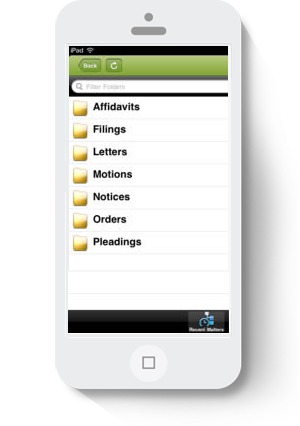 iPad
Back
Filter Folders
Affidavits
Filings
Letters
Motions
Notices
Orders
Pleadings
Recent Matters